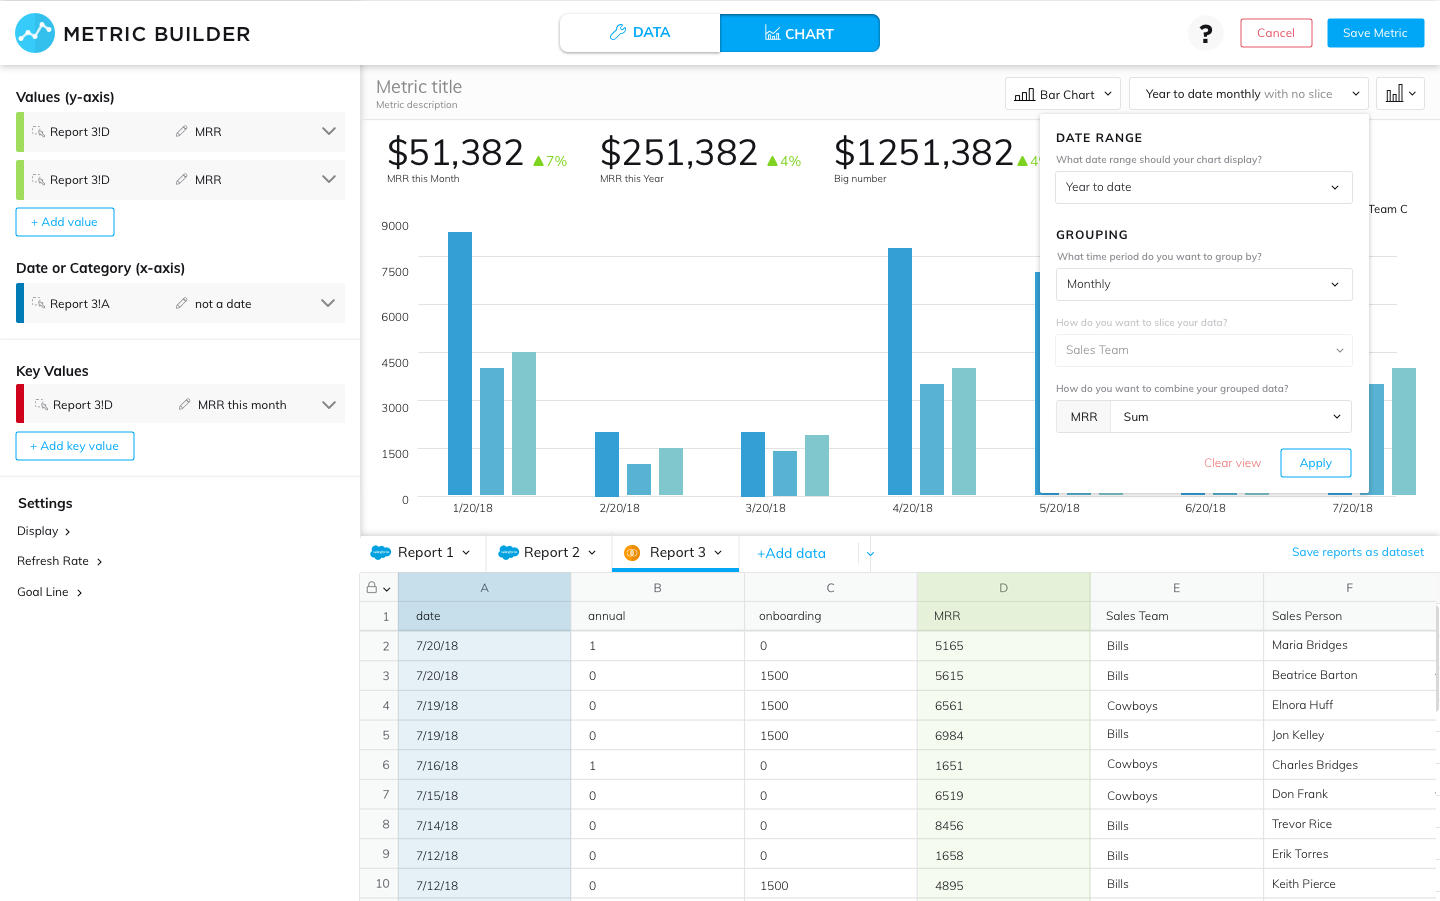 METRIC BUILDER
DATA
CHART
?
Cancel
Save Metric
Values (y-axis)
Report 3!D MRR
Report 3!D MRR
+ Add value
Date or Category (x-axis)
Report 3!A not a date
Key Values
Report 3!D MRR this month
+ Add key value
Settings
Display
Refresh Rate
Goal Line
Metric title
Metric description
Bar Chart
Year to date monthly with no slice
$51,382 7%
MRR this Month
$251,382 4%
MRR this Year
$1251,382
Big number
Team C
9000
7500
6000
4500
3000
1500
0
1/20/18 2/20/18 3/20/18 4/20/18 5/20/18 6/20/18 7/20/18
DATE RANGE
What date range should your chart display?
Year to date
GROUPING
What time period do you want to group by?
Monthly
How do you want to slice your data?
Sales Team
How do you want to combine your grouped data?
MRR Sum
Clear view Apply
Report 1 Report 2 Report 3 +Add data Save reports as dataset
A B C D E F
1 date annual onboarding MRR Sales Team Sales Person
2 7/20/18 1 0 5165 Bills Maria Bridges
3 7/20/18 0 1500 5615 Bills Beatrice Barton
4 7/19/18 0 1500 6561 Cowboys Elnora Huff
5 7/19/18 0 1500 6984 Bills Jon Kelley
6 7/16/18 1 0 1651 Cowboys Charles Bridges
7 7/15/18 0 0 6519 Cowboys Don Frank
8 7/14/18 0 0 8456 Bills Trevor Rice
9 7/12/18 0 0 1658 Bills Erik Torres
10 7/12/18 0 1500 4895 Bills Keith Pierce